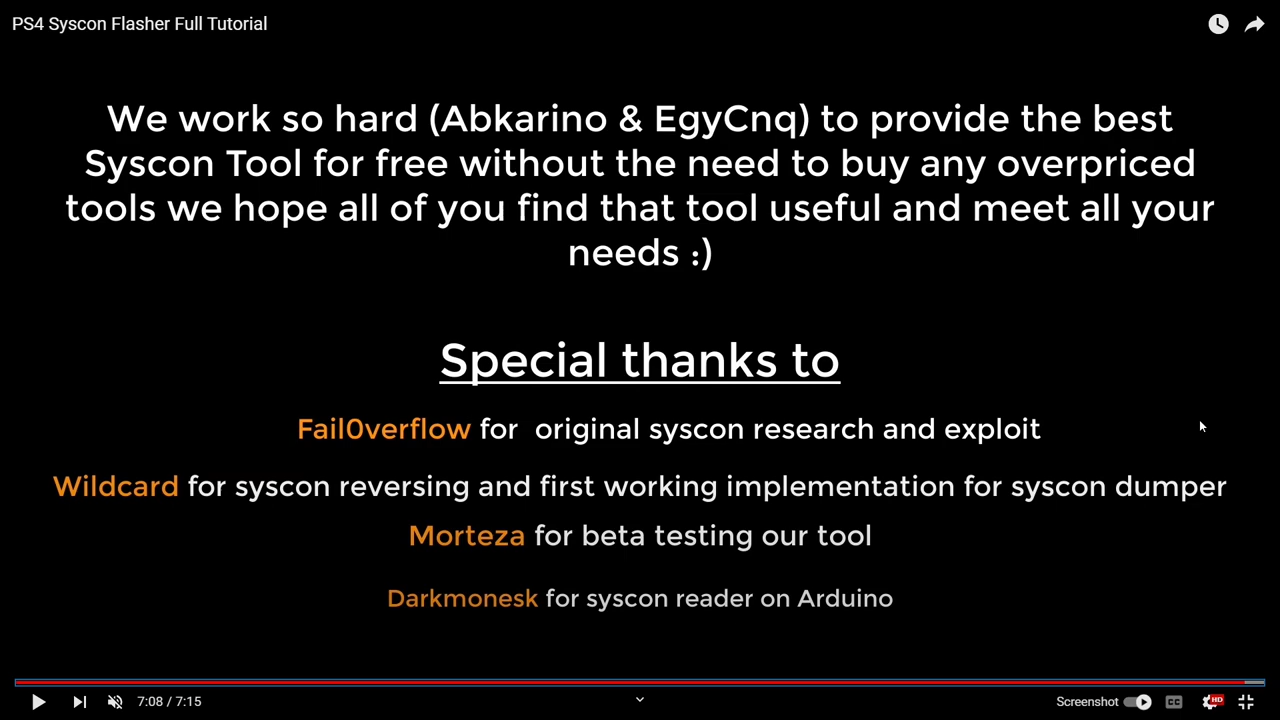 PS4 Syscon Flasher Full Tutorial
We work so hard (Abkarino & EgyCnq) to provide the best
Syscon Tool for free without the need to buy any overpriced
tools we hope all of you find that tool useful and meet all your
needs :)
Special thanks to
Fail0verflow for original syscon research and exploit
Wildcard for syscon reversing and first working implementation for syscon dumper
Morteza for beta testing our tool
Darkmonesk for syscon reader on Arduino
7:08 / 7:15
Screenshot
CC
HD